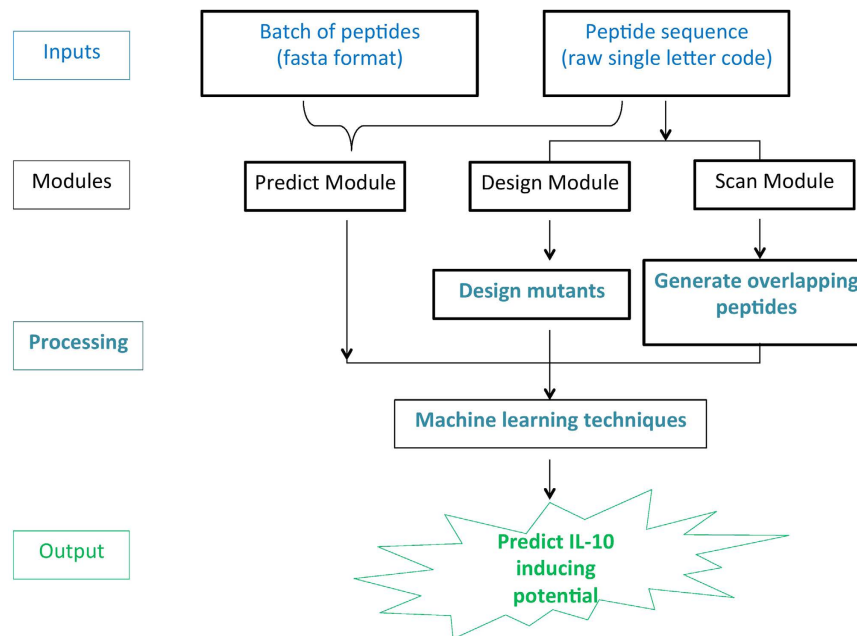 Inputs
Batch of peptides
(fasta format)
Peptide sequence
(raw single letter code)
Modules
Predict Module
Design Module
Scan Module
Processing
Design mutants
Generate overlapping
peptides
Machine learning techniques
Output
Predict IL-10
inducing
potential